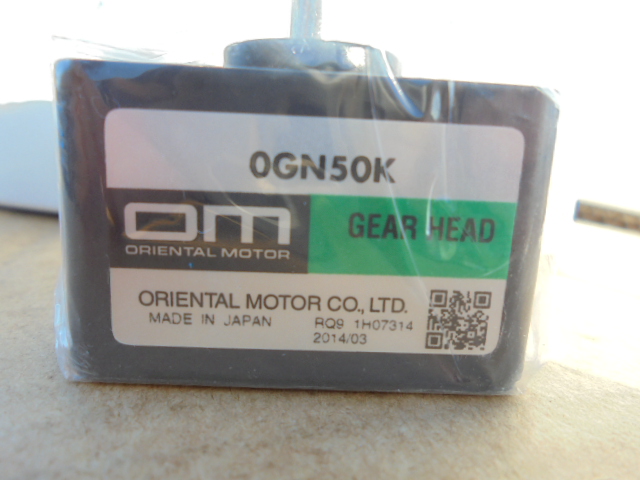 0GN50K
om
ORIENTAL MOTOR
GEAR HEAD
ORIENTAL MOTOR CO., LTD.
MADE IN JAPAN RQ9 1H07314
2014/03